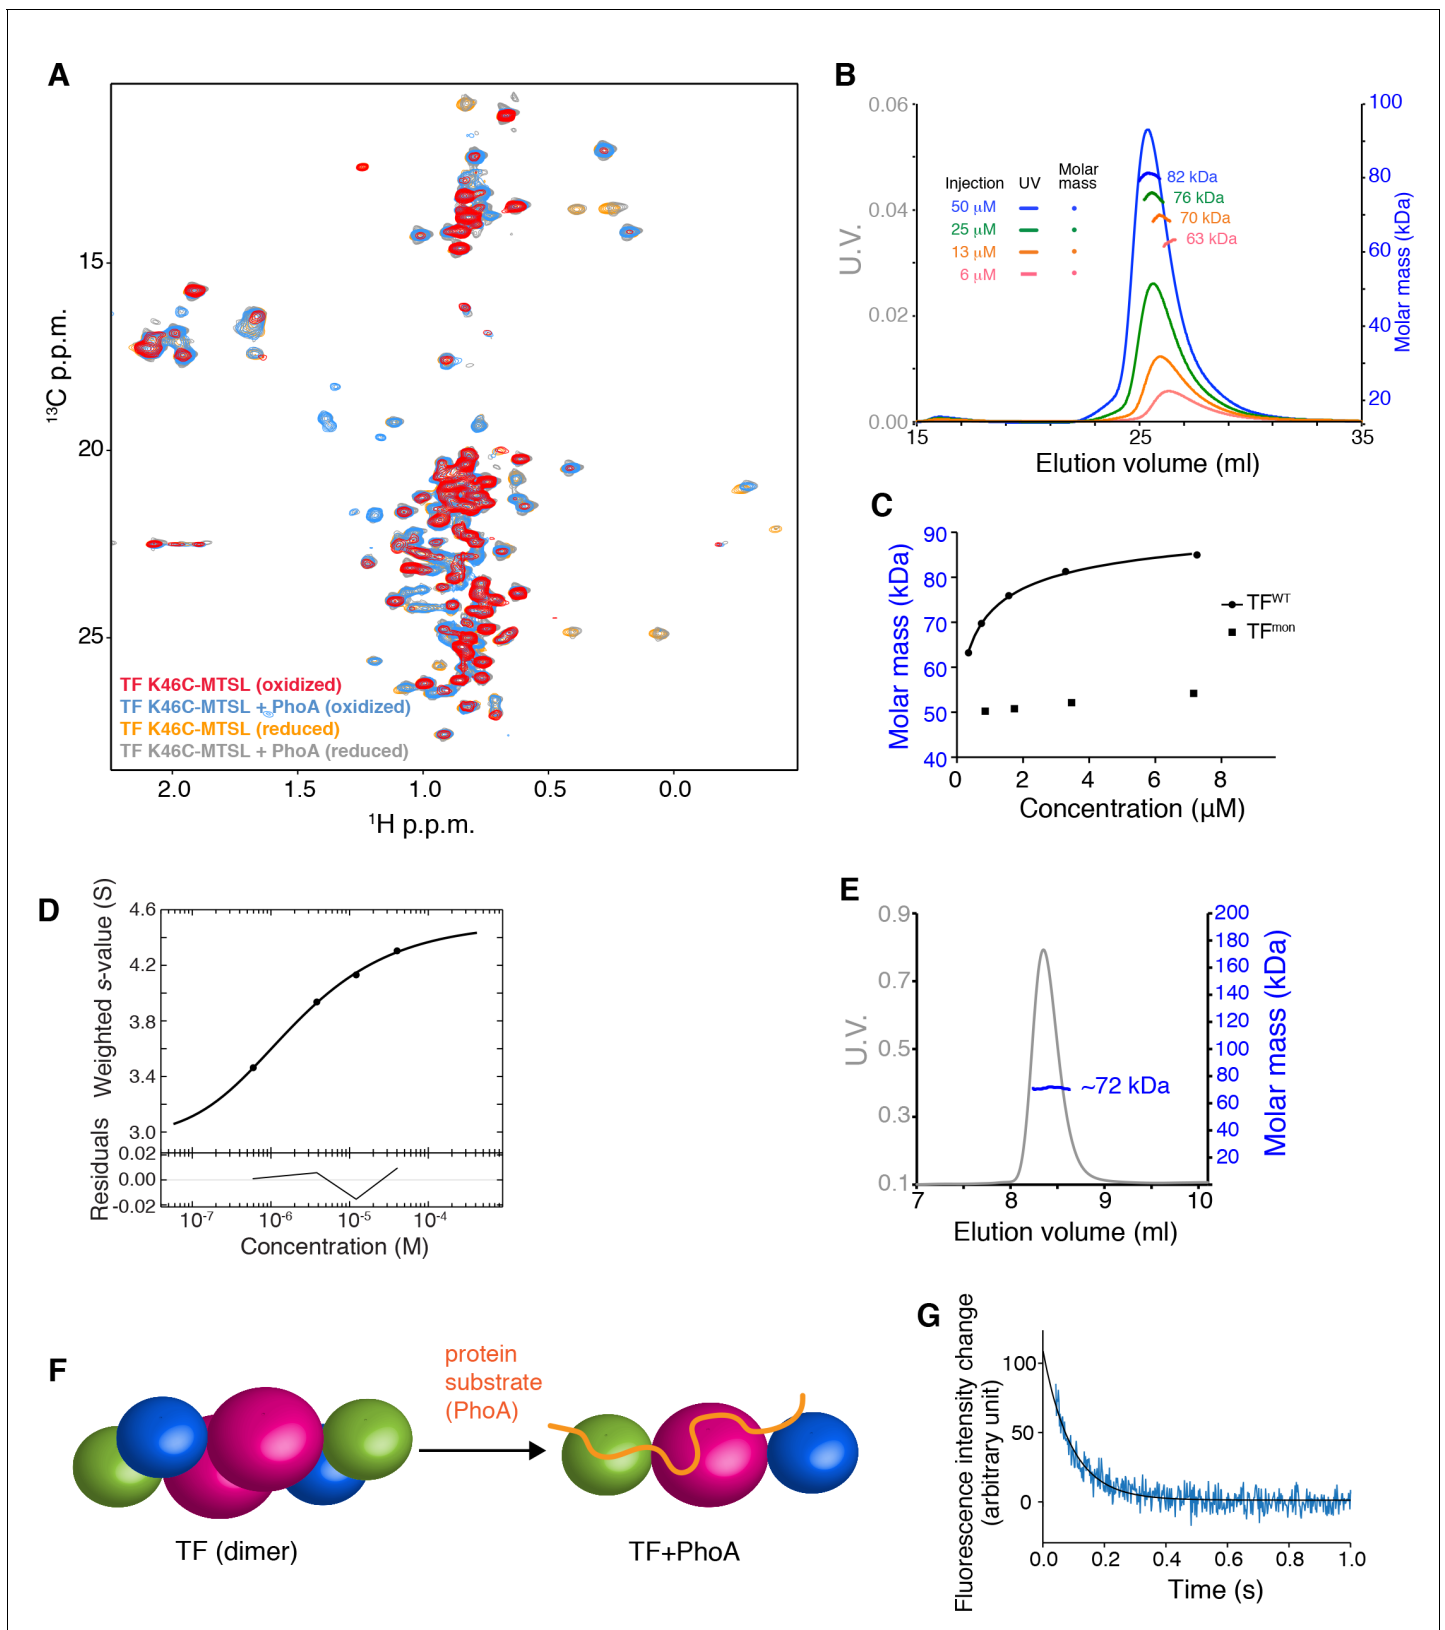 A
15
20
25
13C p.p.m.
TF K46C-MTSL (oxidized)
TF K46C-MTSL + PhoA (oxidized)
TF K46C-MTSL (reduced)
TF K46C-MTSL + PhoA (reduced)
2.0 1.5 1.0 0.5 0.0
1H p.p.m.
B
0.06
0.04
0.02
0.00
U.V.
Injection UV Molar mass
50 µM
25 µM
13 µM
6 µM
82 kDa
76 kDa
70 kDa
63 kDa
100
80
60
40
20
Molar mass (kDa)
15 25 35
Elution volume (ml)
C
90
80
70
60
50
40
Molar mass (kDa)
TFWT
TFmon
0 2 4 6 8
Concentration (µM)
D
4.6
4.2
3.8
3.4
3.0
Weighted s-value (S)
0.02
0.00
-0.02
Residuals
10-7 10-6 10-5 10-4
Concentration (M)
E
0.9
0.7
0.5
0.3
0.1
U.V.
~72 kDa
200
180
160
140
120
100
80
60
40
20
Molar mass (kDa)
7 8 9 10
Elution volume (ml)
F
protein
substrate
(PhoA)
TF (dimer)
TF+PhoA
G
Fluorescence intensity change
(arbitrary unit)
100
50
0
0.0 0.2 0.4 0.6 0.8 1.0
Time (s)